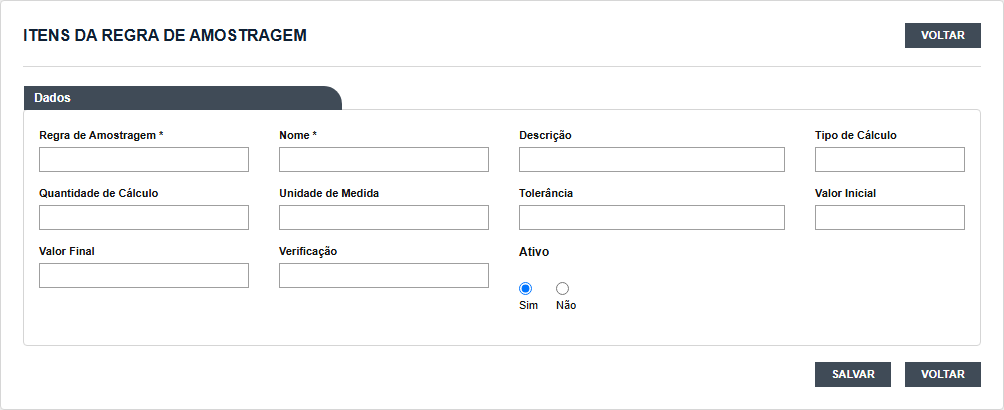 ITENS DA REGRA DE AMOSTRAGEM
VOLTAR
Dados
Regra de Amostragem *
Nome *
Descrição
Tipo de Cálculo
Quantidade de Cálculo
Unidade de Medida
Tolerância
Valor Inicial
Valor Final
Verificação
Ativo
Sim
Não
SALVAR
VOLTAR